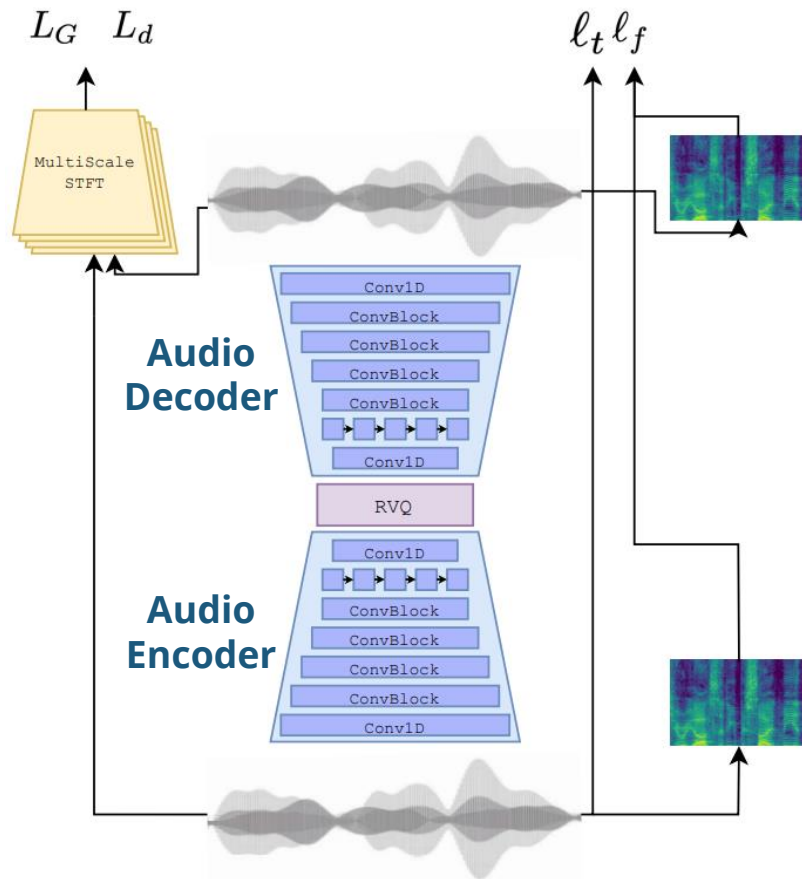 L_G L_d
ℓ_t ℓ_f
MultiScale
STFT
Conv1D
ConvBlock
ConvBlock
ConvBlock
ConvBlock
Conv1D
Audio
Decoder
RVQ
Conv1D
ConvBlock
ConvBlock
ConvBlock
ConvBlock
Conv1D
Audio
Encoder